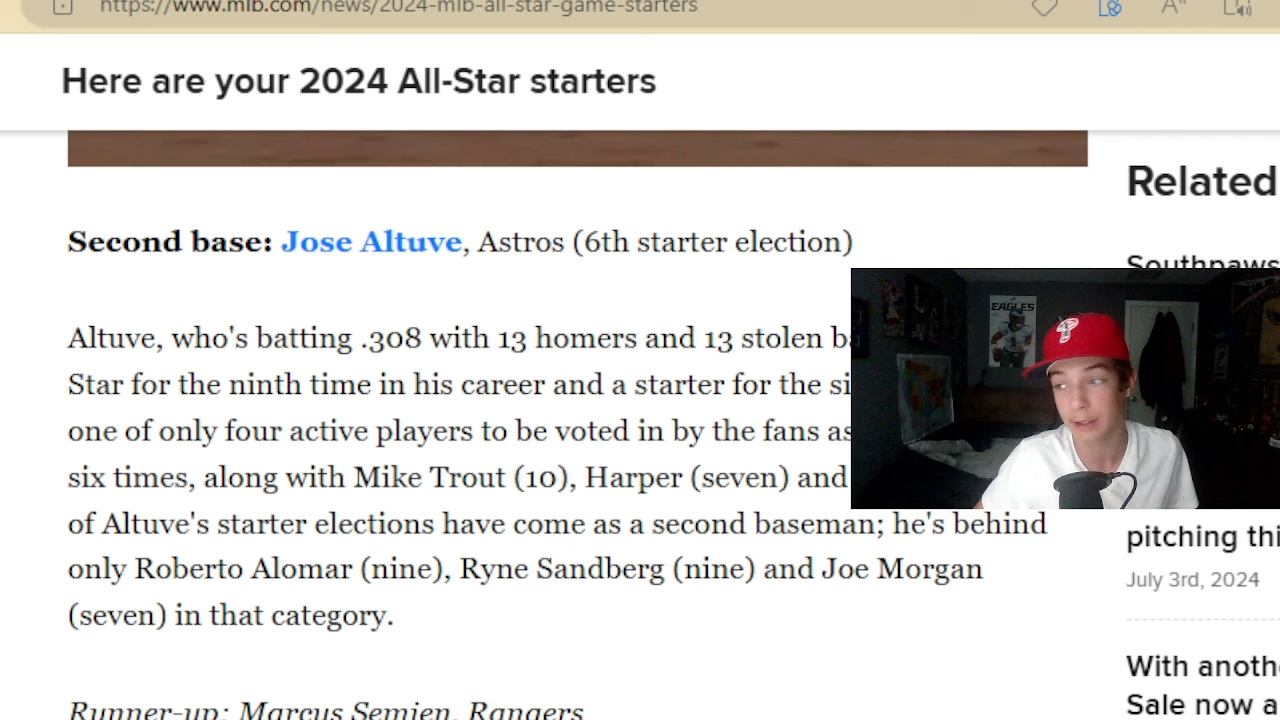 https://www.mlb.com/news/2024-mlb-all-star-game-starters
Here are your 2024 All-Star starters
Related
Second base: Jose Altuve, Astros (6th starter election)
Southpaws
Altuve, who's batting .308 with 13 homers and 13 stolen
Star for the ninth time in his career and a starter for the
one of only four active players to be voted in by the fans as
six times, along with Mike Trout (10), Harper (seven) and
of Altuve's starter elections have come as a second baseman; he's behind
only Roberto Alomar (nine), Ryne Sandberg (nine) and Joe Morgan
(seven) in that category.
Runner-up: Marcus Semien, Rangers
EAGLES
P
pitching
July 3rd, 2024
With
Sale now a